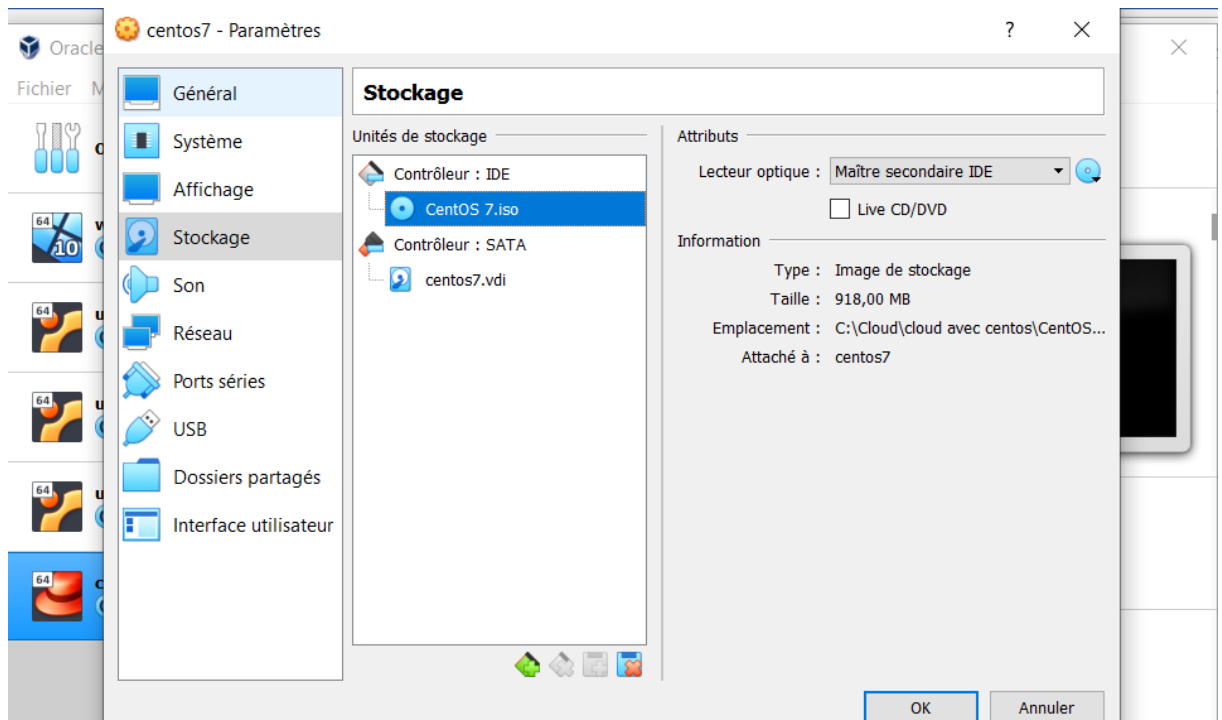 centos7 - Paramètres
?
Oracle
Fichier
Général
Système
Affichage
Stockage
Son
Réseau
Ports séries
USB
Dossiers partagés
Interface utilisateur
64
10
64
64
64
64
Stockage
Unités de stockage
Contrôleur : IDE
CentOS 7.iso
Contrôleur : SATA
centos7.vdi
Attributs
Lecteur optique : Maître secondaire IDE
Live CD/DVD
Information
Type : Image de stockage
Taille : 918,00 MB
Emplacement : C:\Cloud\cloud avec centos\CentOS...
Attaché à : centos7
OK
Annuler